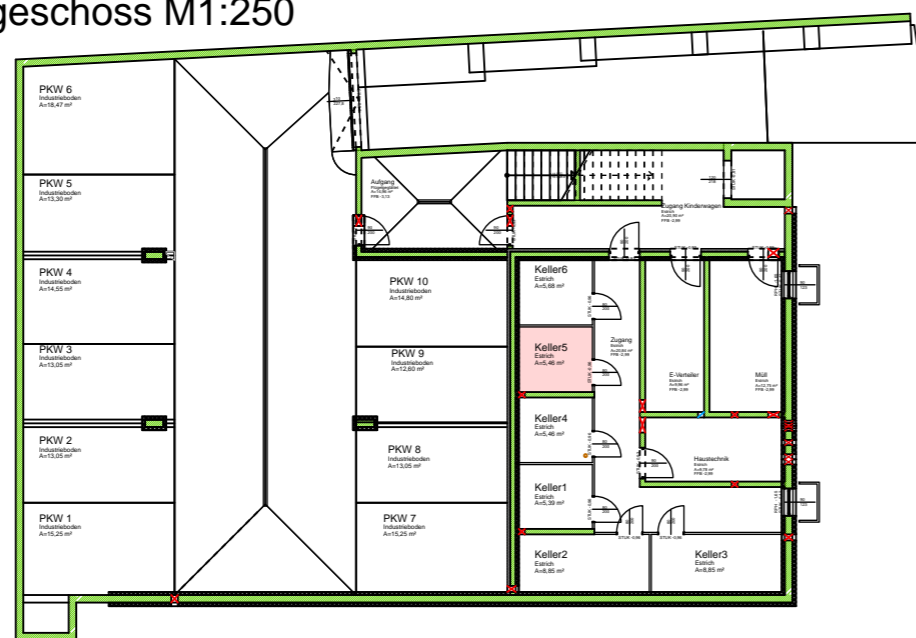 geschoss M1:250
PKW 6
Industrieboden
A=18,47 m²
PKW 5
Industrieboden
A=13,30 m²
PKW 4
Industrieboden
A=14,55 m²
PKW 3
Industrieboden
A=13,05 m²
PKW 2
Industrieboden
A=13,05 m²
PKW 1
Industrieboden
A=15,25 m²
Aufgang
PKW 10
Industrieboden
A=14,80 m²
PKW 9
Industrieboden
A=12,60 m²
PKW 8
Industrieboden
A=13,05 m²
PKW 7
Industrieboden
A=15,25 m²
Zugang Kinderwagen
Estrich
Keller6
Estrich
A=5,68 m²
Keller5
Estrich
A=5,46 m²
Keller4
Estrich
A=5,46 m²
Keller1
Estrich
A=5,39 m²
Keller2
Estrich
A=8,85 m²
Keller3
Estrich
A=8,85 m²
Zugang
Estrich
E-Verteiler
Estrich
Müll
Estrich
Haustechnik
Estrich